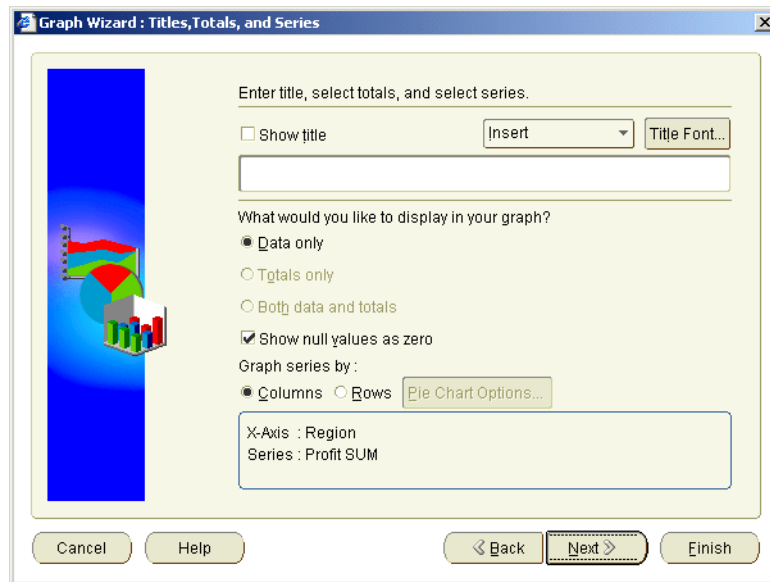 Graph Wizard : Titles,Totals, and Series
Enter title, select totals, and select series.
Show title
Insert
Title Font...
What would you like to display in your graph?
Data only
Totals only
Both data and totals
Show null values as zero
Graph series by :
Columns Rows Pie Chart Options...
X-Axis : Region
Series : Profit SUM
Cancel Help Back Next Finish